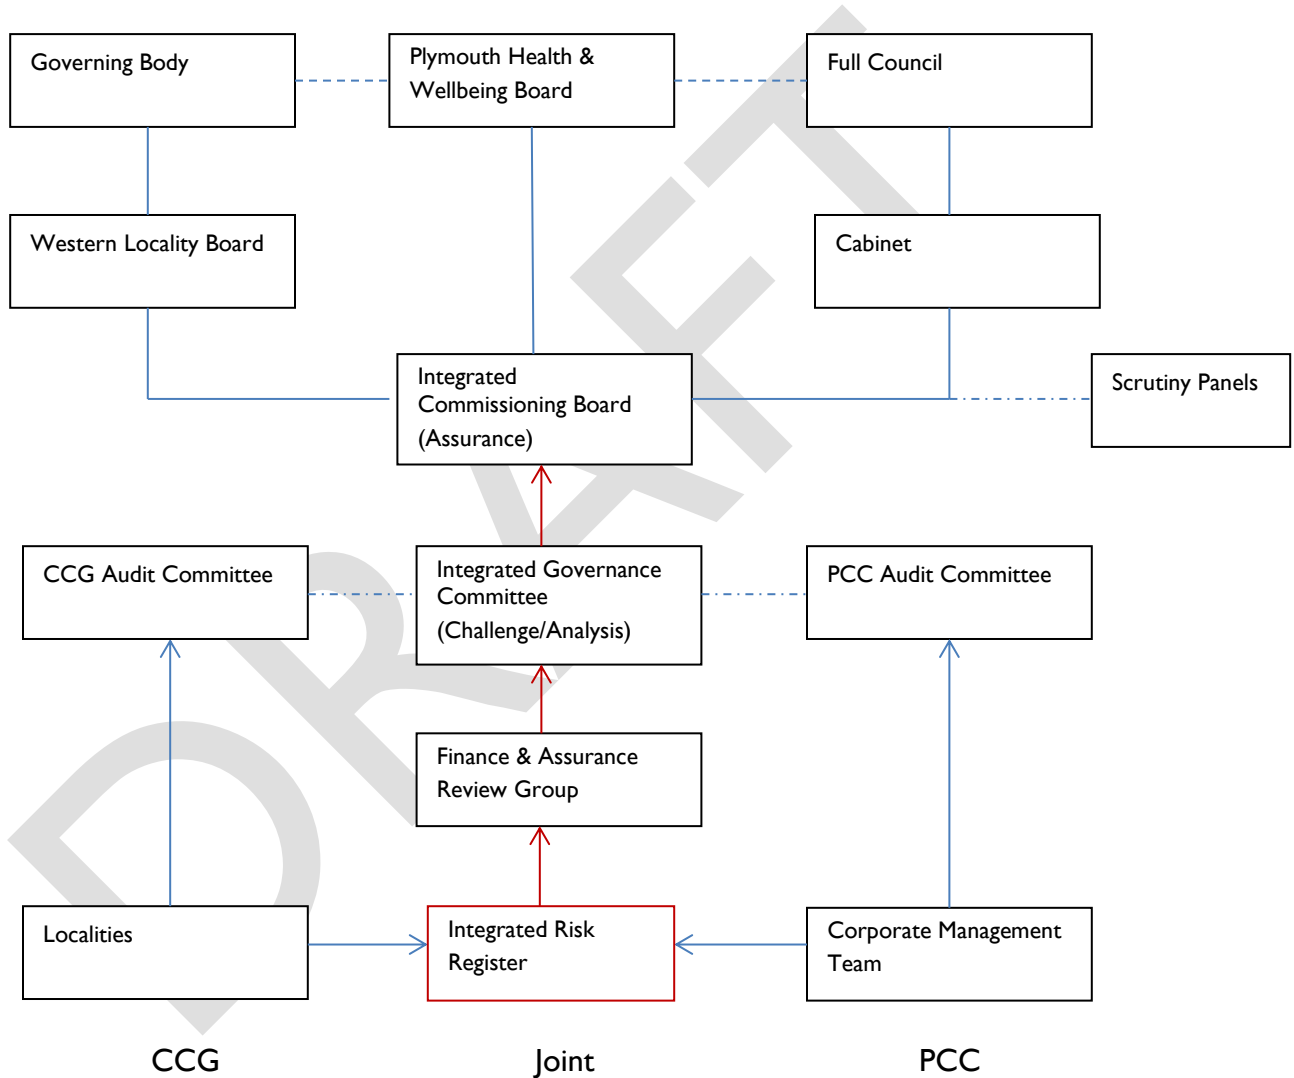 Governing Body
Plymouth Health &
Wellbeing Board
Full Council
Western Locality Board
Cabinet
Integrated
Commissioning Board
(Assurance)
Scrutiny Panels
CCG Audit Committee
Integrated Governance
Committee
(Challenge/Analysis)
PCC Audit Committee
Finance & Assurance
Review Group
Localities
Integrated Risk
Register
Corporate Management
Team
CCG
Joint
PCC
DRAFT